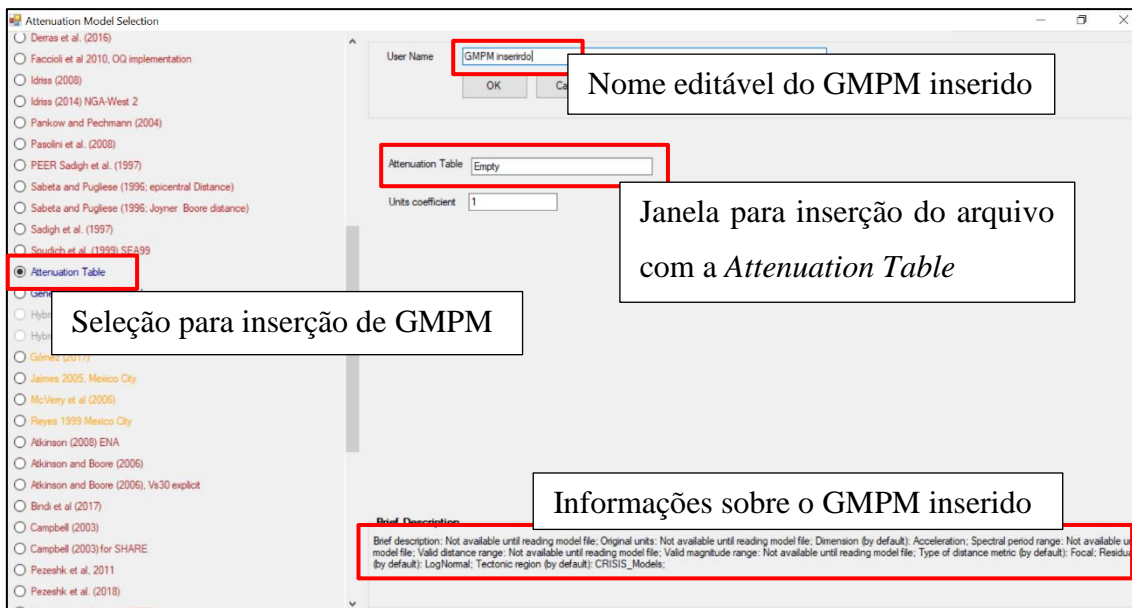 Attenuation Model Selection
Derras et al. (2016)
Faccioli et al 2010, OQ implementation
Idriss (2008)
Idriss (2014) NGA-West 2
Pankow and Pechmann (2004)
Pasolini et al. (2008)
PEER Sadigh et al. (1997)
Sabeta and Pugliese (1996; epicentral Distance)
Sabeta and Pugliese (1996; Joyner Boore distance)
Sadigh et al. (1997)
Spudich et al. (1999) SEA99
Attenuation Table
Gene
Hybr
Hybr
Gómez (2017)
Jaimes 2005, Mexico City
McVerry et al (2006)
Reyes 1999 Mexico City
Atkinson (2008) ENA
Atkinson and Boore (2006)
Atkinson and Boore (2006), Vs30 explicit
Bindi et al (2017)
Campbell (2003)
Campbell (2003) for SHARE
Pezeshk et al, 2011
Pezeshk et al. (2018)
Seleção para inserção de GMPM
User Name GMPM inserirdo
OK Ca
Nome editável do GMPM inserido
Attenuation Table Empty
Units coefficient 1
Janela para inserção do arquivo
com a Attenuation Table
Informações sobre o GMPM inserido
Brief Description
Brief description: Not available until reading model file; Original units: Not available until reading model file; Dimension (by default): Acceleration; Spectral period range: Not available u
model file; Valid distance range: Not available until reading model file; Valid magnitude range: Not available until reading model file; Type of distance metric (by default): Focal; Residua
(by default): LogNormal; Tectonic region (by default): CRISIS_Models;